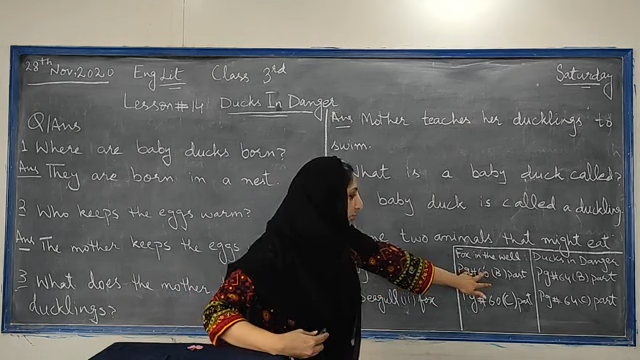 28th Nov, 2020 Eng Lit Class 3rd Saturday
Lesson # 14 Ducks In Danger
Q/Ans
1 Where are baby ducks born?
Ans They are born in a nest.
2 Who keeps the eggs warm?
Ans The mother keeps the eggs
3 What does the mother
ducklings?
Ans Mother teaches her ducklings to
swim.
What is a baby duck called?
baby duck is called a duckling.
two animals that might eat
Seagull (ii) fox
Fox in the well
Pg # 60 (B) part
Pg # 60 (C) part
Ducks in Danger
Pg # 64 (B) part
Pg # 64 (C) part